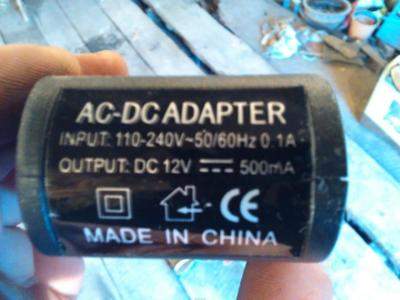 AC-DC ADAPTER
INPUT: 110-240V~50/60Hz 0.1A
OUTPUT: DC 12V ⎓ 500mA
CE
MADE IN CHINA